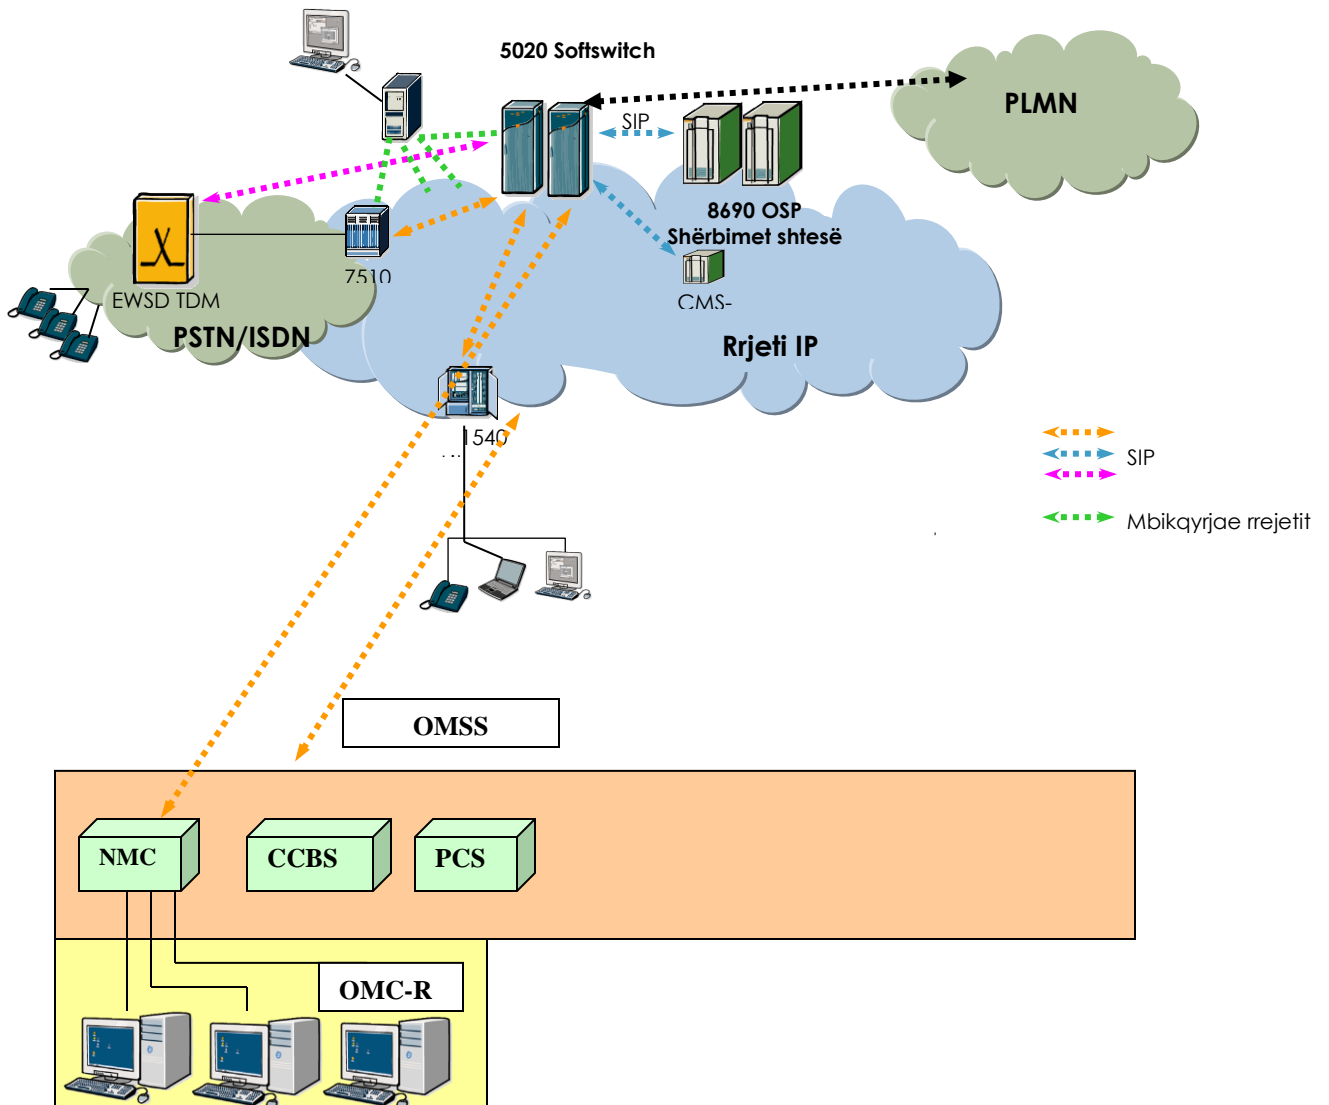 5020 Softswitch
PLMN
SIP
8690 OSP
Shërbimet shtesë
7510
EWSD TDM
CMS-
PSTN/ISDN
Rrjeti IP
1540
SIP
Mbikqyrjae rrejetit
OMSS
NMC
CCBS
PCS
OMC-R